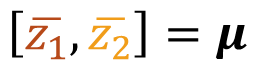 [z̅₁, z̅₂] = μ